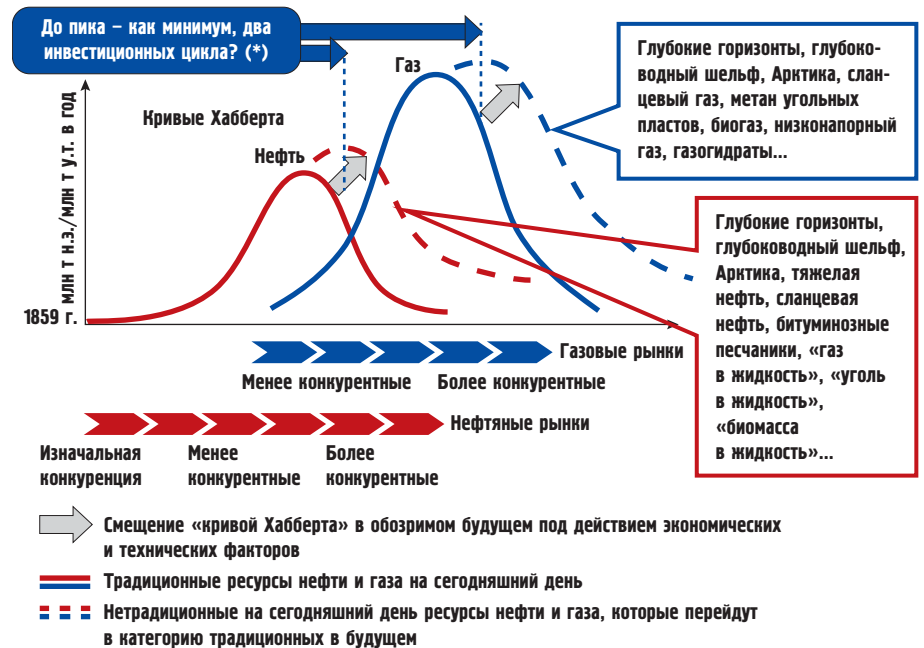 До пика – как минимум, два
инвестиционных цикла? (*)
млн т н.э./млн т у.т. в год
Кривые Хабберта
Нефть
Газ
Глубокие горизонты, глубоко-
водный шельф, Арктика, слан-
цевый газ, метан угольных
пластов, биогаз, низконапорный
газ, газогидраты...
Глубокие горизонты,
глубоководный шельф,
Арктика, тяжелая
нефть, сланцевая
нефть, битуминозные
песчаники, «газ
в жидкость», «уголь
в жидкость»,
«биомасса
в жидкость»...
1859 г.
Газовые рынки
Менее конкурентные
Более конкурентные
Нефтяные рынки
Изначальная
конкуренция
Менее
конкурентные
Более
конкурентные
Смещение «кривой Хабберта» в обозримом будущем под действием экономических
и технических факторов
Традиционные ресурсы нефти и газа на сегодняшний день
Нетрадиционные на сегодняшний день ресурсы нефти и газа, которые перейдут
в категорию традиционных в будущем